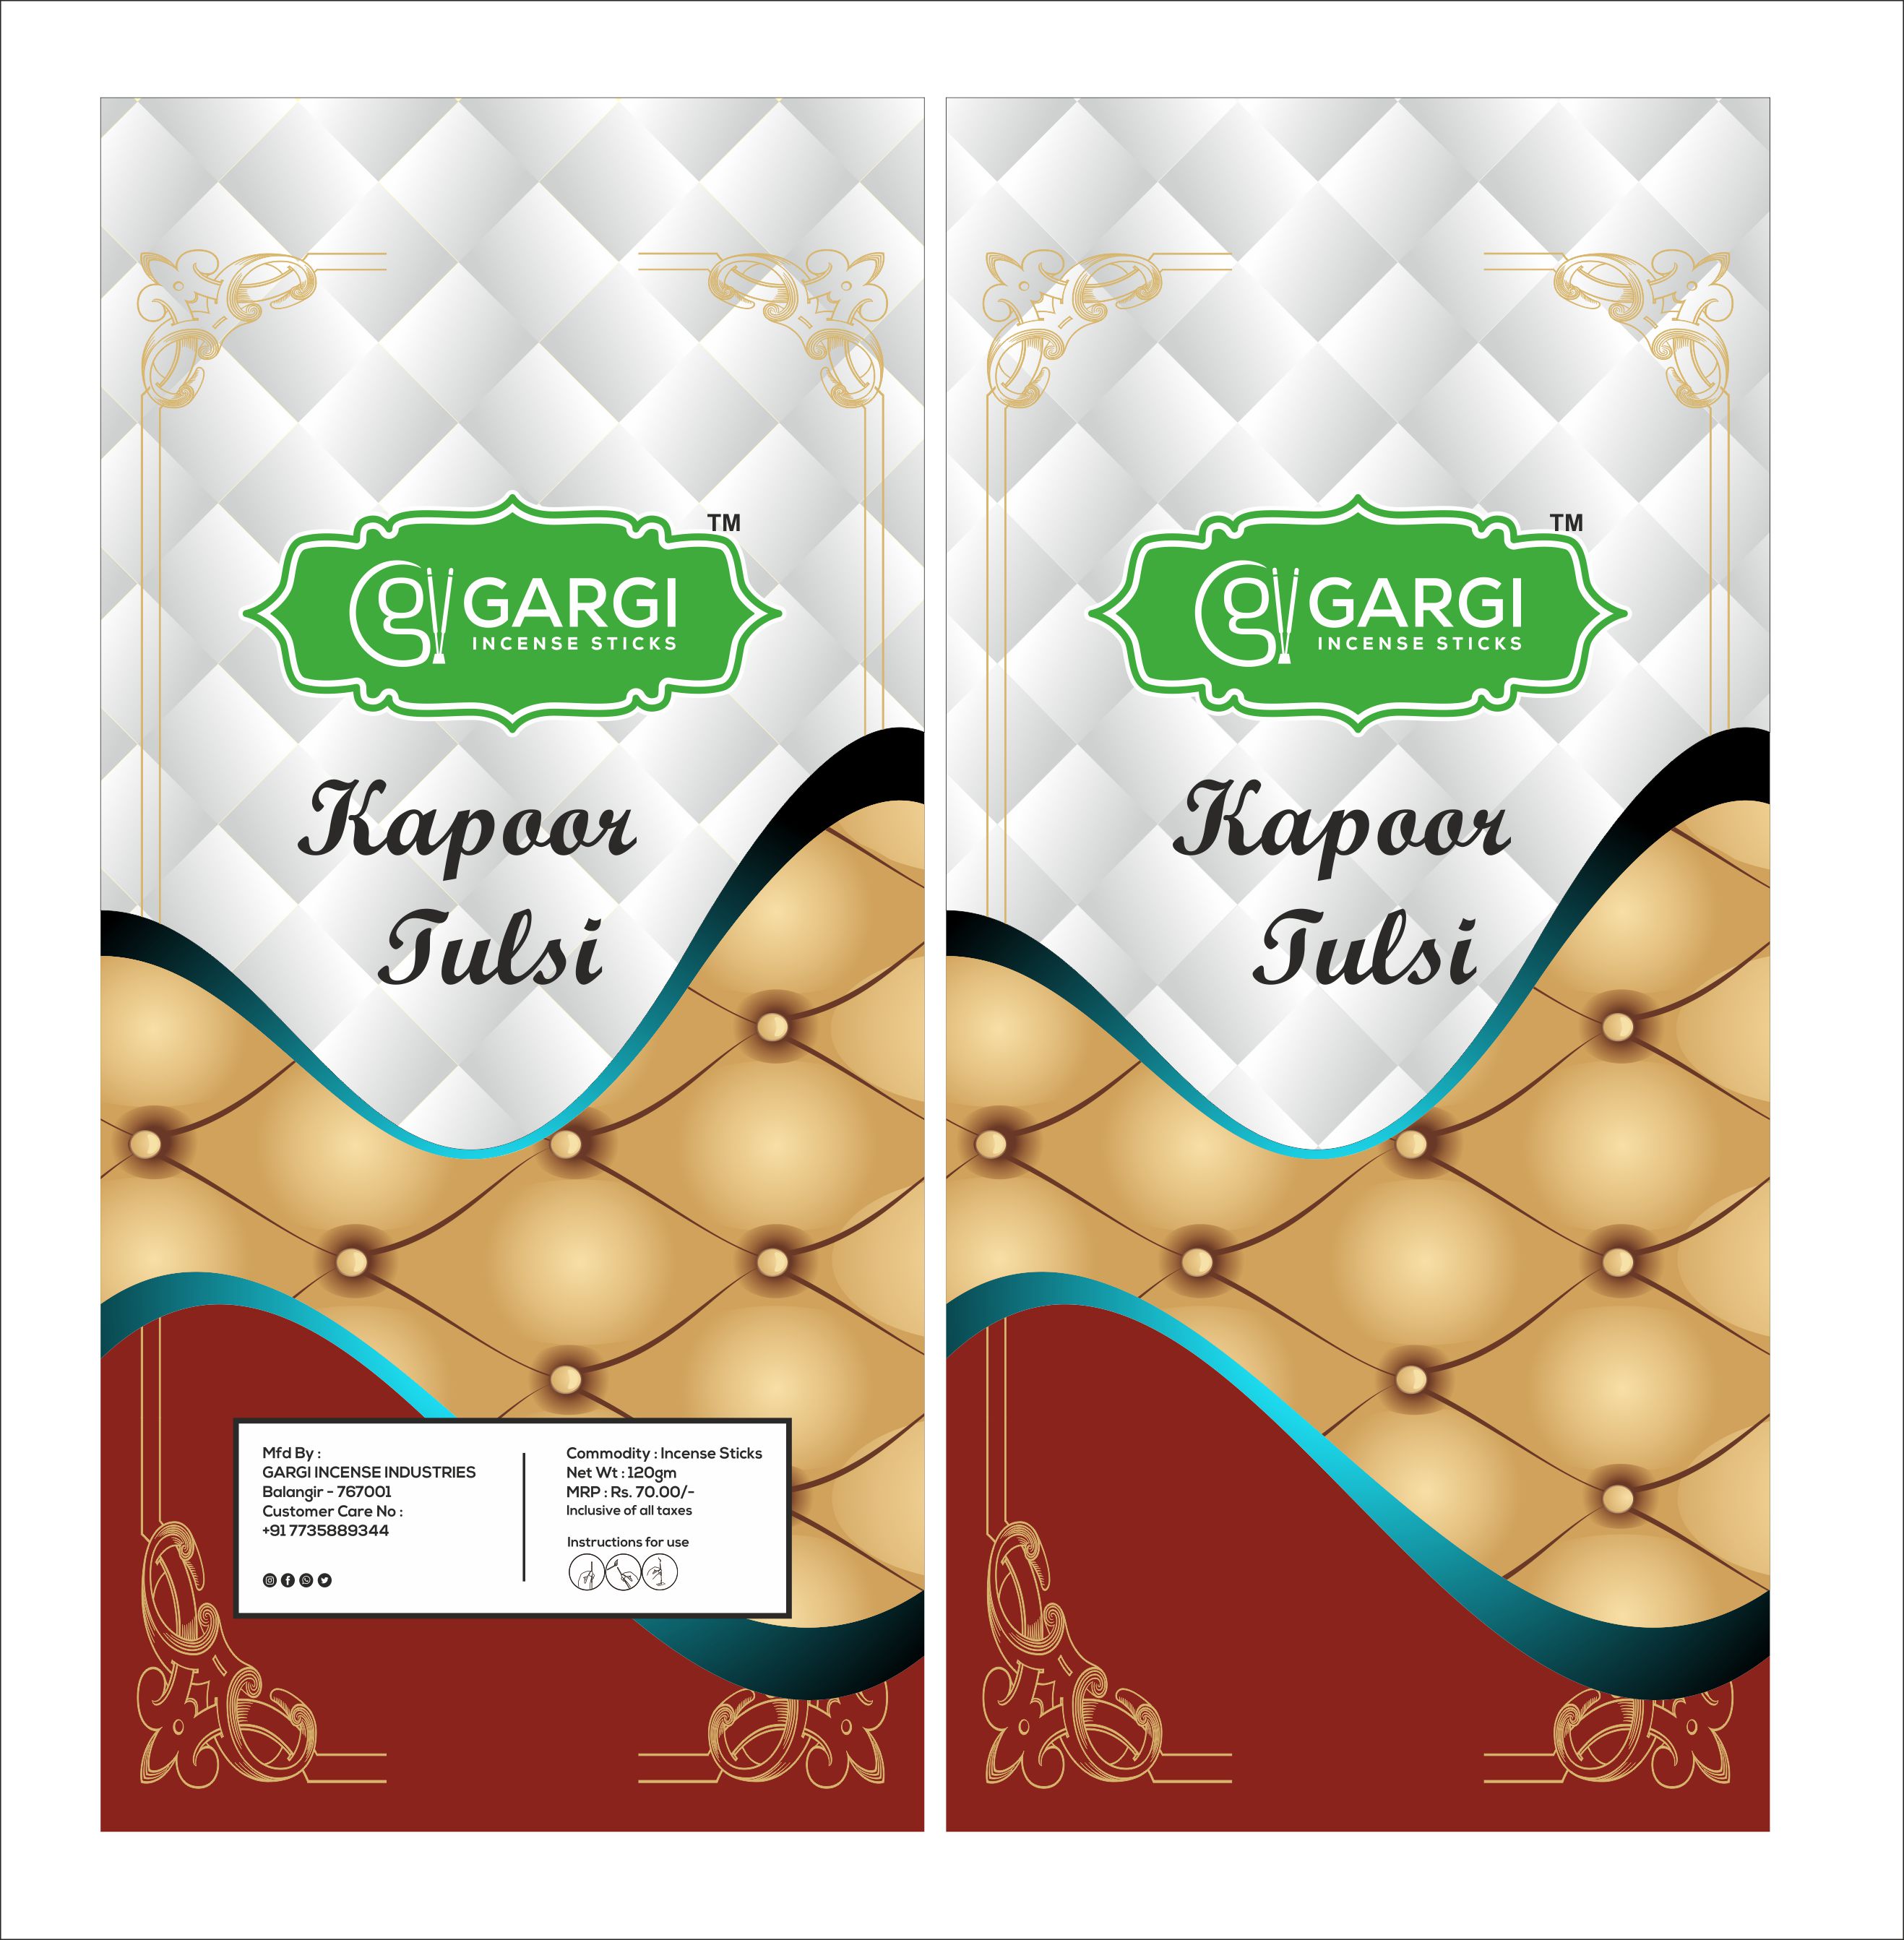 TM
g GARGI
INCENSE STICKS
Kapoor
Tulsi
Mfd By :
GARGI INCENSE INDUSTRIES
Balangir - 767001
Customer Care No :
+91 7735889344
Commodity : Incense Sticks
Net Wt : 120gm
MRP : Rs. 70.00/-
Inclusive of all taxes
Instructions for use
TM
g GARGI
INCENSE STICKS
Kapoor
Tulsi